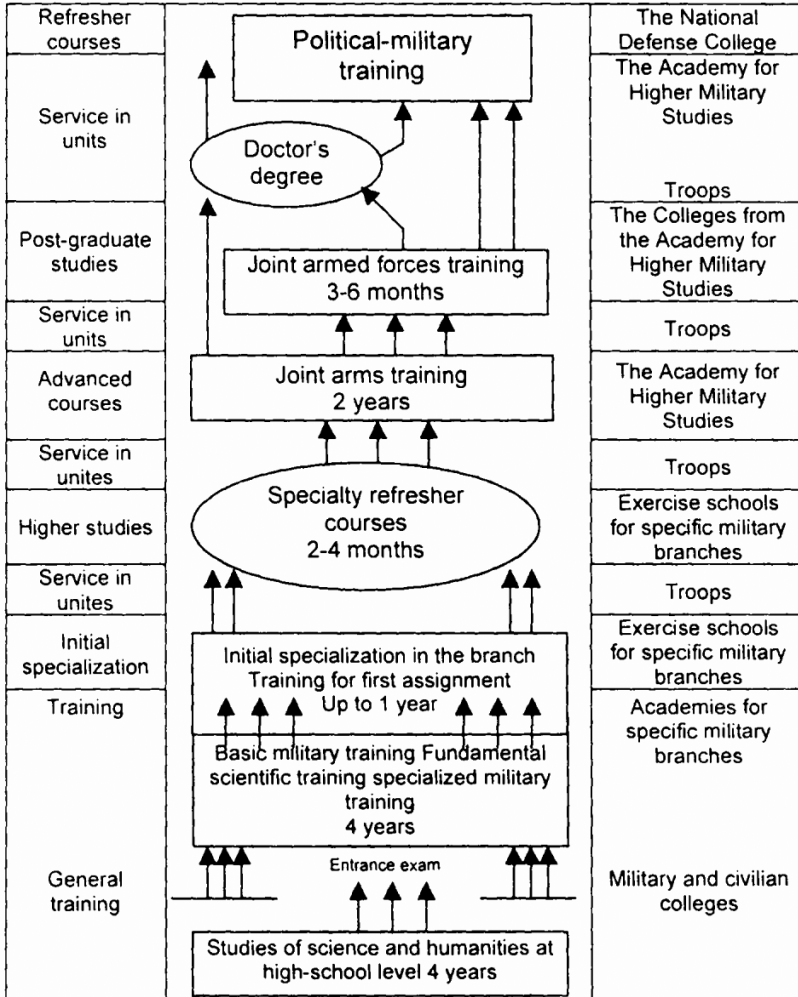 Refresher
courses
Service in
units
Post-graduate
studies
Service in
units
Advanced
courses
Service in
unites
Higher studies
Service in
unites
Initial
specialization
Training
General
training
Political-military
training
Doctor's
degree
Joint armed forces training
3-6 months
Joint arms training
2 years
Specialty refresher
courses
2-4 months
Initial specialization in the branch
Training for first assignment
Up to 1 year
Basic military training Fundamental
scientific training specialized military
training
4 years
Entrance exam
Studies of science and humanities at
high-school level 4 years
The National
Defense College
The Academy for
Higher Military
Studies
Troops
The Colleges from
the Academy for
Higher Military
Studies
Troops
The Academy for
Higher Military
Studies
Troops
Exercise schools
for specific military
branches
Troops
Exercise schools
for specific military
branches
Academies for
specific military
branches
Military and civilian
colleges